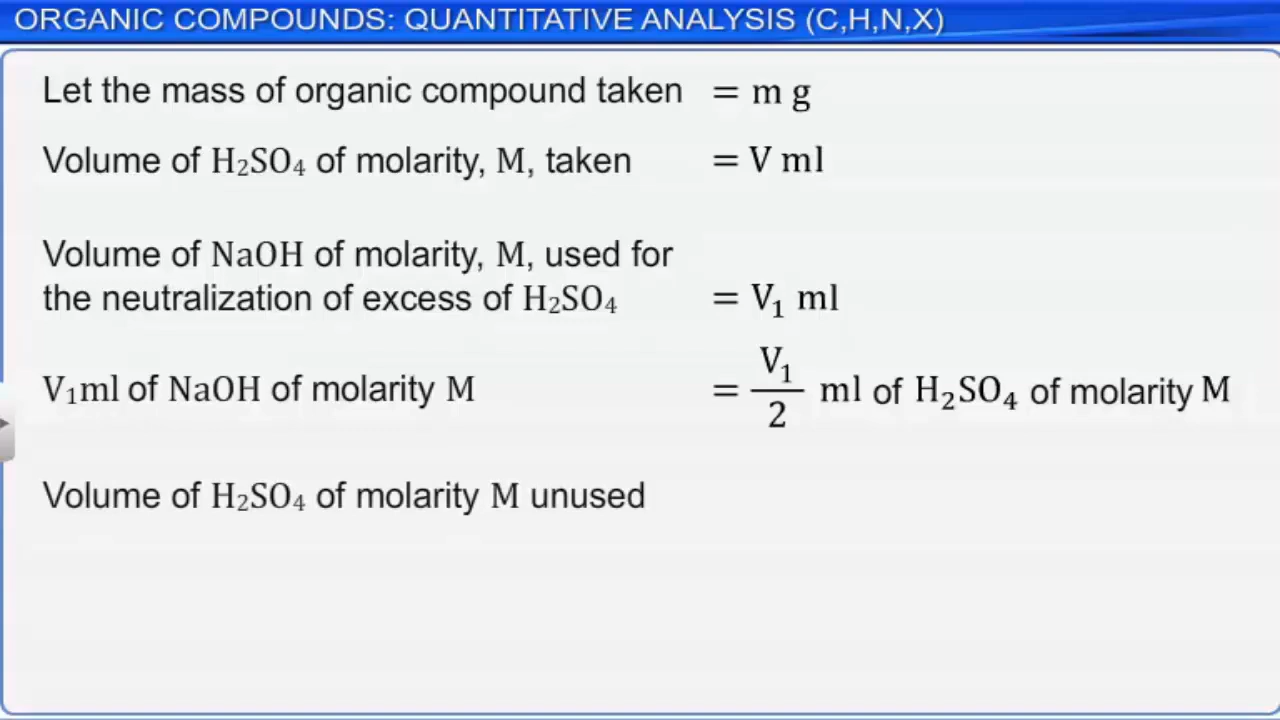 ORGANIC COMPOUNDS: QUANTITATIVE ANALYSIS (C,H,N,X)
Let the mass of organic compound taken = m g
Volume of H₂SO₄ of molarity, M, taken = V ml
Volume of NaOH of molarity, M, used for
the neutralization of excess of H₂SO₄ = V₁ ml
V₁ml of NaOH of molarity M = V₁/2 ml of H₂SO₄ of molarity M
Volume of H₂SO₄ of molarity M unused